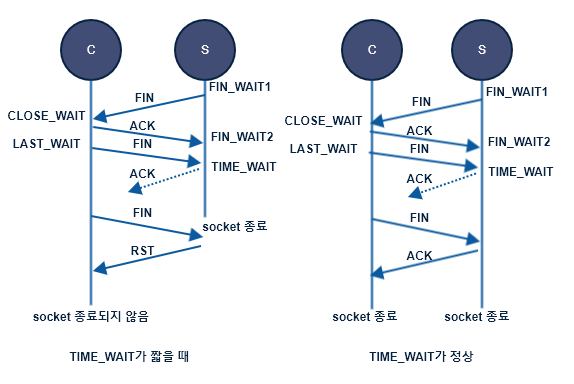 C
S
FIN_WAIT1
FIN
CLOSE_WAIT
ACK
FIN_WAIT2
LAST_WAIT
FIN
TIME_WAIT
ACK
FIN
socket 종료
RST
socket 종료되지 않음
TIME_WAIT가 짧을 때
C
S
FIN_WAIT1
FIN
CLOSE_WAIT
ACK
FIN_WAIT2
LAST_WAIT
FIN
TIME_WAIT
ACK
FIN
ACK
socket 종료
socket 종료
TIME_WAIT가 정상